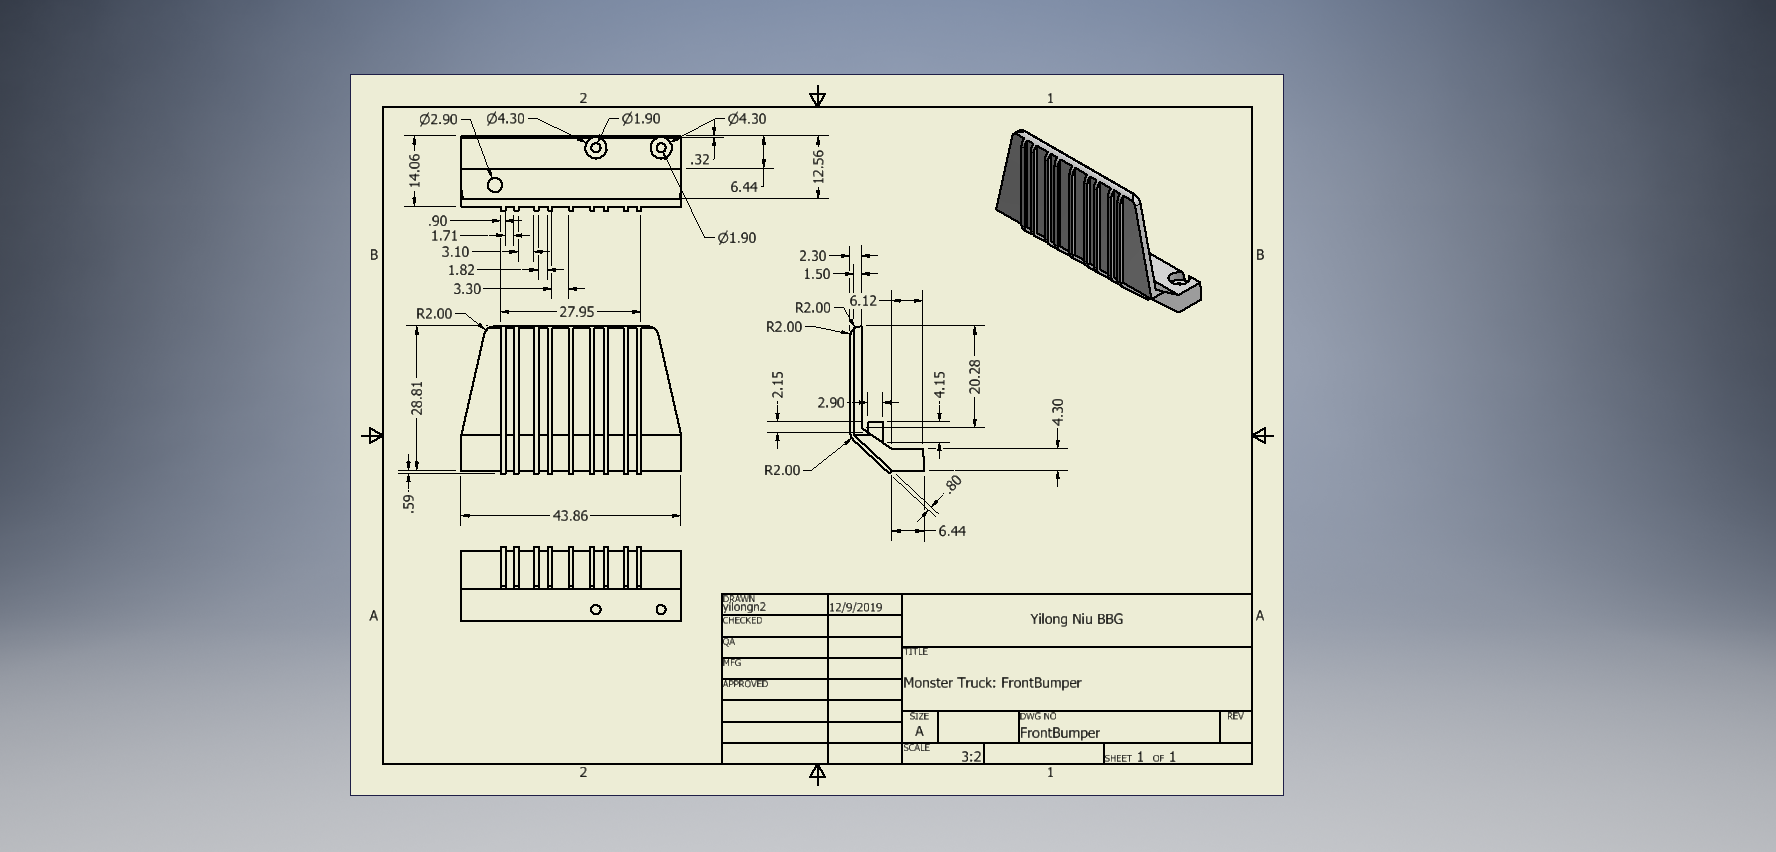 2
1
Ø2.90
Ø4.30
Ø1.90
Ø4.30
14.06
.32
6.44
12.56
.90
1.71
3.10
1.82
3.30
Ø1.90
B
B
2.30
1.50
6.12
27.95
R2.00
R2.00
R2.00
28.81
2.15
2.90
4.15
20.28
4.30
R2.00
.59
.80
43.86
6.44
A
A
DRAWN
yilongn2
12/9/2019
CHECKED
QA
MFG
APPROVED
Yilong Niu BBG
TITLE
Monster Truck: FrontBumper
SIZE
A
DWG NO
FrontBumper
REV
SCALE
3:2
SHEET 1 OF 1
2
1